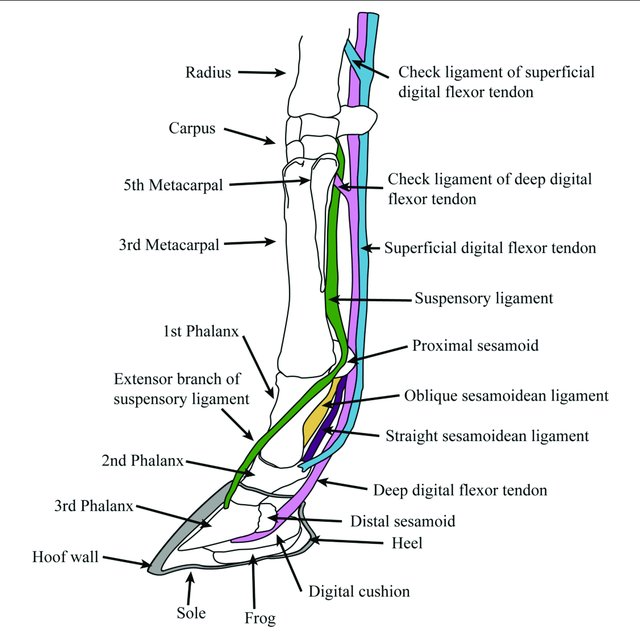 Radius
Check ligament of superficial
digital flexor tendon
Carpus
5th Metacarpal
Check ligament of deep digital
flexor tendon
3rd Metacarpal
Superficial digital flexor tendon
Suspensory ligament
1st Phalanx
Proximal sesamoid
Extensor branch of
suspensory ligament
Oblique sesamoidean ligament
Straight sesamoidean ligament
2nd Phalanx
Deep digital flexor tendon
3rd Phalanx
Distal sesamoid
Heel
Hoof wall
Digital cushion
Sole
Frog